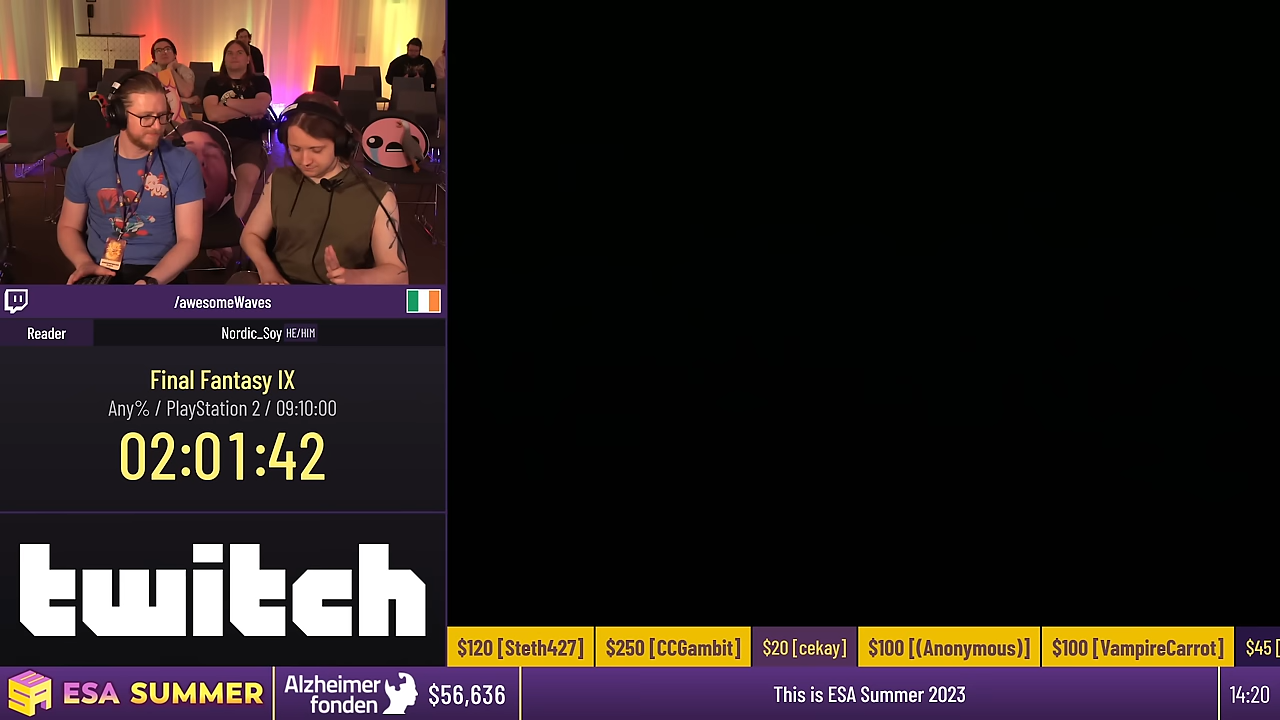 /awesomeWaves
Reader
Nordic_Soy HE/HIM
Final Fantasy IX
Any% / PlayStation 2 / 09:10:00
02:01:42
twitch
$120 [Steth427]
$250 [CCGambit]
$20 [cekay]
$100 [(Anonymous)]
$100 [VampireCarrot]
$45 [
ESA SUMMER
Alzheimer
fonden
$56,636
This is ESA Summer 2023
14:20